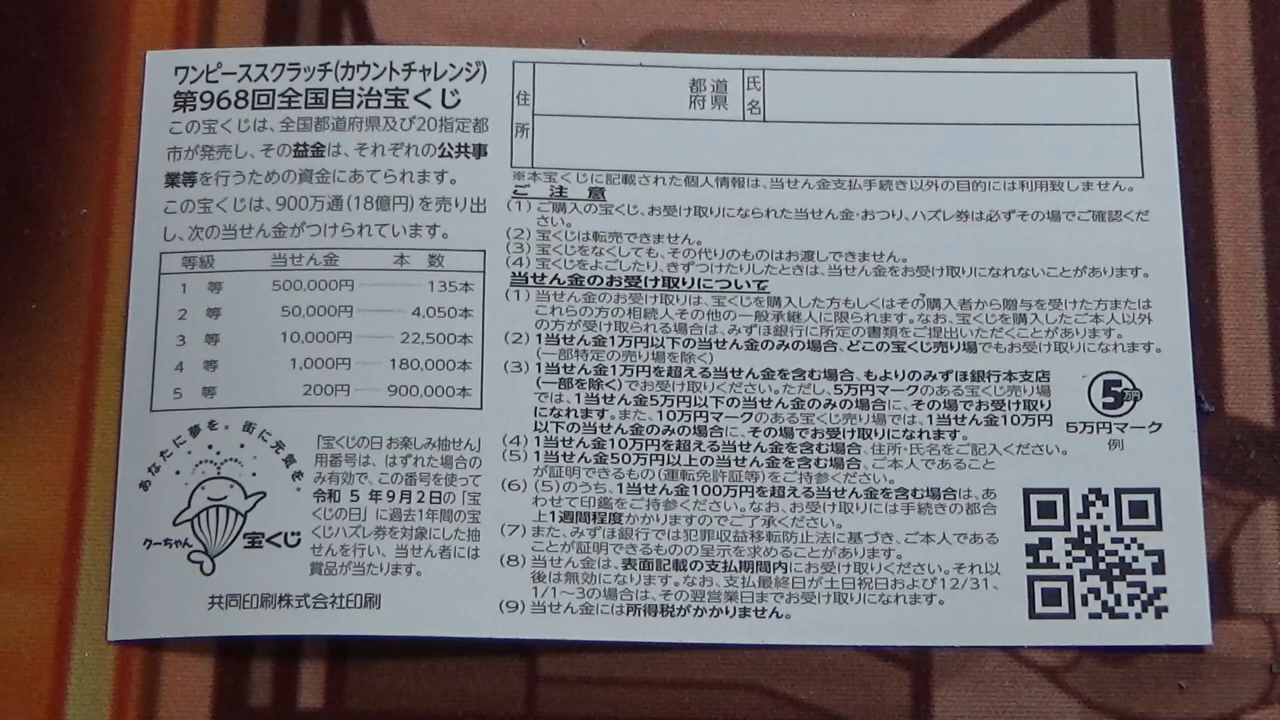 ワンピーススクラッチ(カウントチャレンジ)
第968回全国自治宝くじ
この宝くじは、全国都道府県及び20指定都
市が発売し、その益金は、それぞれの公共事
業等を行うための資金にあてられます。
この宝くじは、900万通(18億円)を売り出
し、次の当せん金がつけられています。
等級 当せん金 本 数
1 等 500,000円 135本
2 等 50,000円 4,050本
3 等 10,000円 22,500本
4 等 1,000円 180,000本
5 等 200円 900,000本
あなたに夢を。街に元気を。
クーちゃん 宝くじ
「宝くじの日 お楽しみ抽せん」
用番号は、はずれた場合の
み有効で、この番号を使って
令和 5 年9月2日の「宝
くじの日」に過去1年間の宝
くじハズレ券を対象にした抽
せんを行い、当せん者には
賞品が当たります。
共同印刷株式会社印刷
住所
都道
府県
氏名
※本宝くじに記載された個人情報は、当せん金支払手続き以外の目的には利用致しません。
ご 注 意
(1) ご購入の宝くじ、お受け取りになられた当せん金・おつり、ハズレ券は必ずその場でご確認くだ
さい。
(2) 宝くじは転売できません。
(3) 宝くじをなくしても、その代りのものはお渡しできません。
(4) 宝くじをよごしたり、きずつけたりしたときは、当せん金をお受け取りになれないことがあります。
当せん金のお受け取りについて
(1) 当せん金のお受け取りは、宝くじを購入した方もしくはその購入者から贈与を受けた方または
これらの方の相続人その他の一般承継人に限られます。なお、宝くじを購入したご本人以外
の方が受け取られる場合は、みずほ銀行に所定の書類をご提出いただくことがあります。
(2) 1当せん金1万円以下の当せん金のみの場合、どこの宝くじ売り場でもお受け取りになれます。
(一部特定の売り場を除く)
(3) 1当せん金1万円を超える当せん金を含む場合、もよりのみずほ銀行本支店
(一部を除く)でお受け取りください。ただし、5万円マークのある宝くじ売り場
では、1当せん金5万円以下の当せん金のみの場合に、その場でお受け取り
になれます。また、10万円マークのある宝くじ売り場では、1当せん金10万円
以下の当せん金のみの場合に、その場でお受け取りになれます。
(4) 1当せん金10万円を超える当せん金を含む場合、住所・氏名をご記入ください。
(5) 1当せん金50万円以上の当せん金を含む場合、ご本人であること
が証明できるもの(運転免許証等)をご持参ください。
(6) (5)のうち、1当せん金100万円を超える当せん金を含む場合は、あ
わせて印鑑をご持参ください。なお、お受け取りには手続きの都合
上1週間程度かかりますのでご了承ください。
(7) また、みずほ銀行では犯罪収益移転防止法に基づき、ご本人である
ことが証明できるものの呈示を求めることがあります。
(8) 当せん金は、表面記載の支払期間内にお受け取りください。それ以
後は無効になります。なお、支払最終日が土日祝日および12/31、
1/1〜3の場合は、その翌営業日までお受け取りになれます。
(9) 当せん金には所得税がかかりません。
5万円
5万円マーク
例